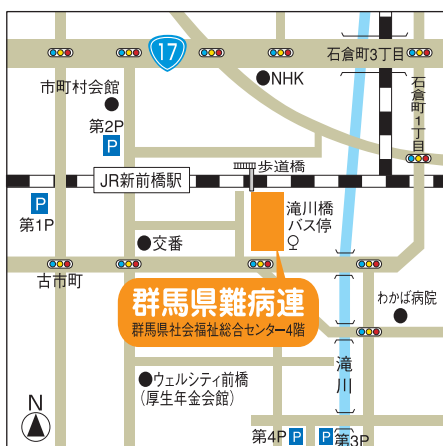 17
石倉町3丁目
NHK
市町村会館
石倉町1丁目
第2P
P
歩道橋
JR新前橋駅
P
第1P
滝川橋
バス停
交番
古市町
群馬県難病連
群馬県社会福祉総合センター4階
わかば病院
滝川
ウェルシティ前橋
(厚生年金会館)
N
第4P P
P 第3P